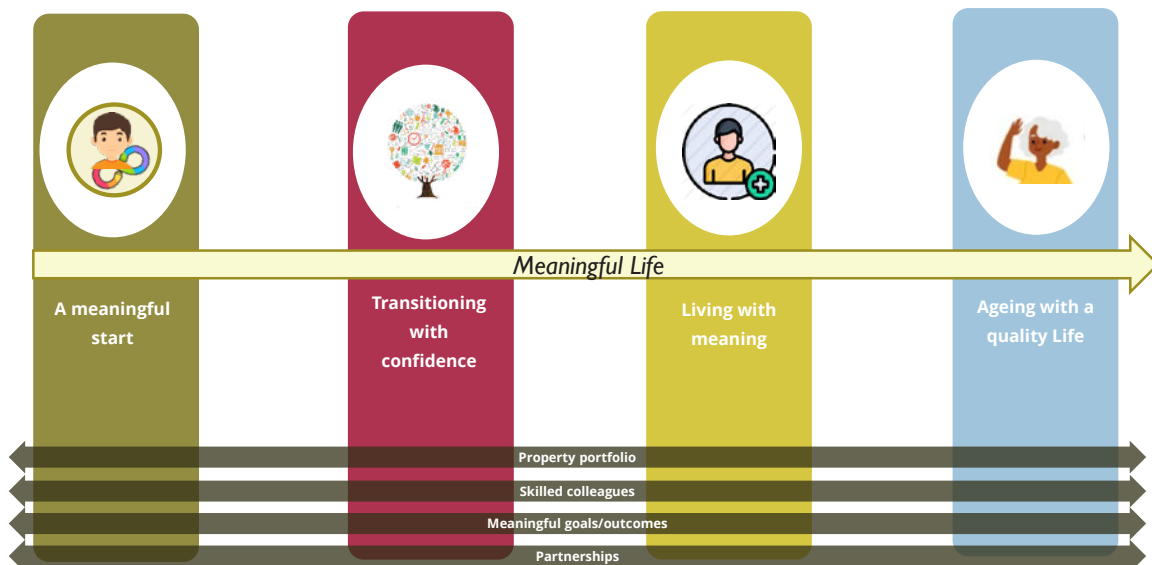 Meaningful Life
A meaningful
start
Transitioning
with
confidence
Living with
meaning
Ageing with a
quality Life
Property portfolio
Skilled colleagues
Meaningful goals/outcomes
Partnerships